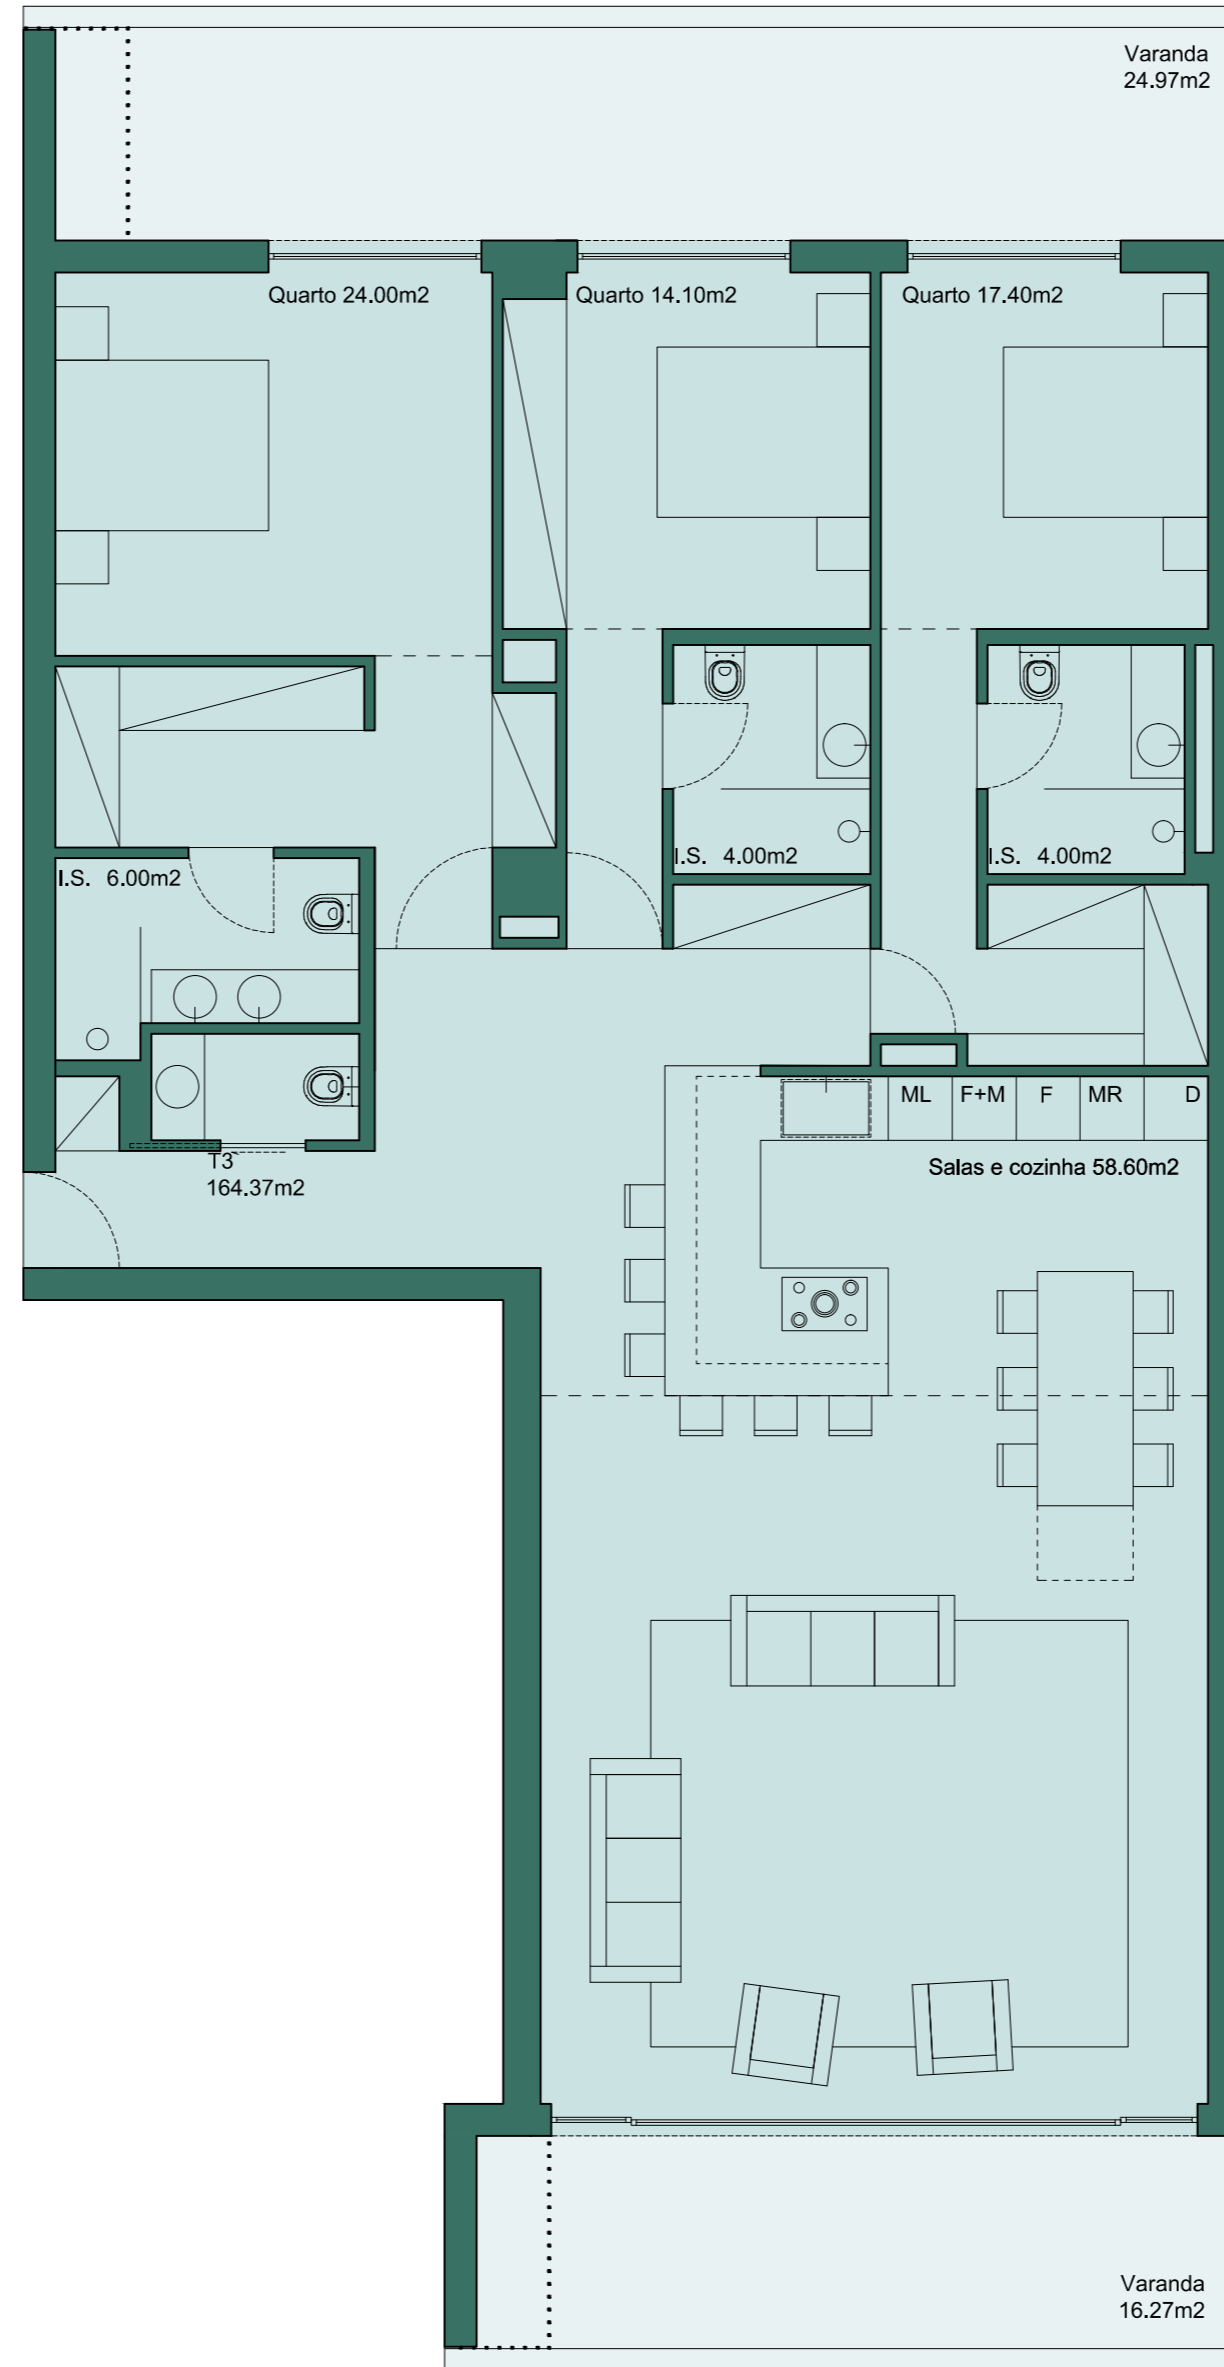 Varanda
24.97m2
Quarto 24.00m2
Quarto 14.10m2
Quarto 17.40m2
I.S. 6.00m2
I.S. 4.00m2
I.S. 4.00m2
ML
F+M
F
MR
D
T3
164.37m2
Salas e cozinha 58.60m2
Varanda
16.27m2